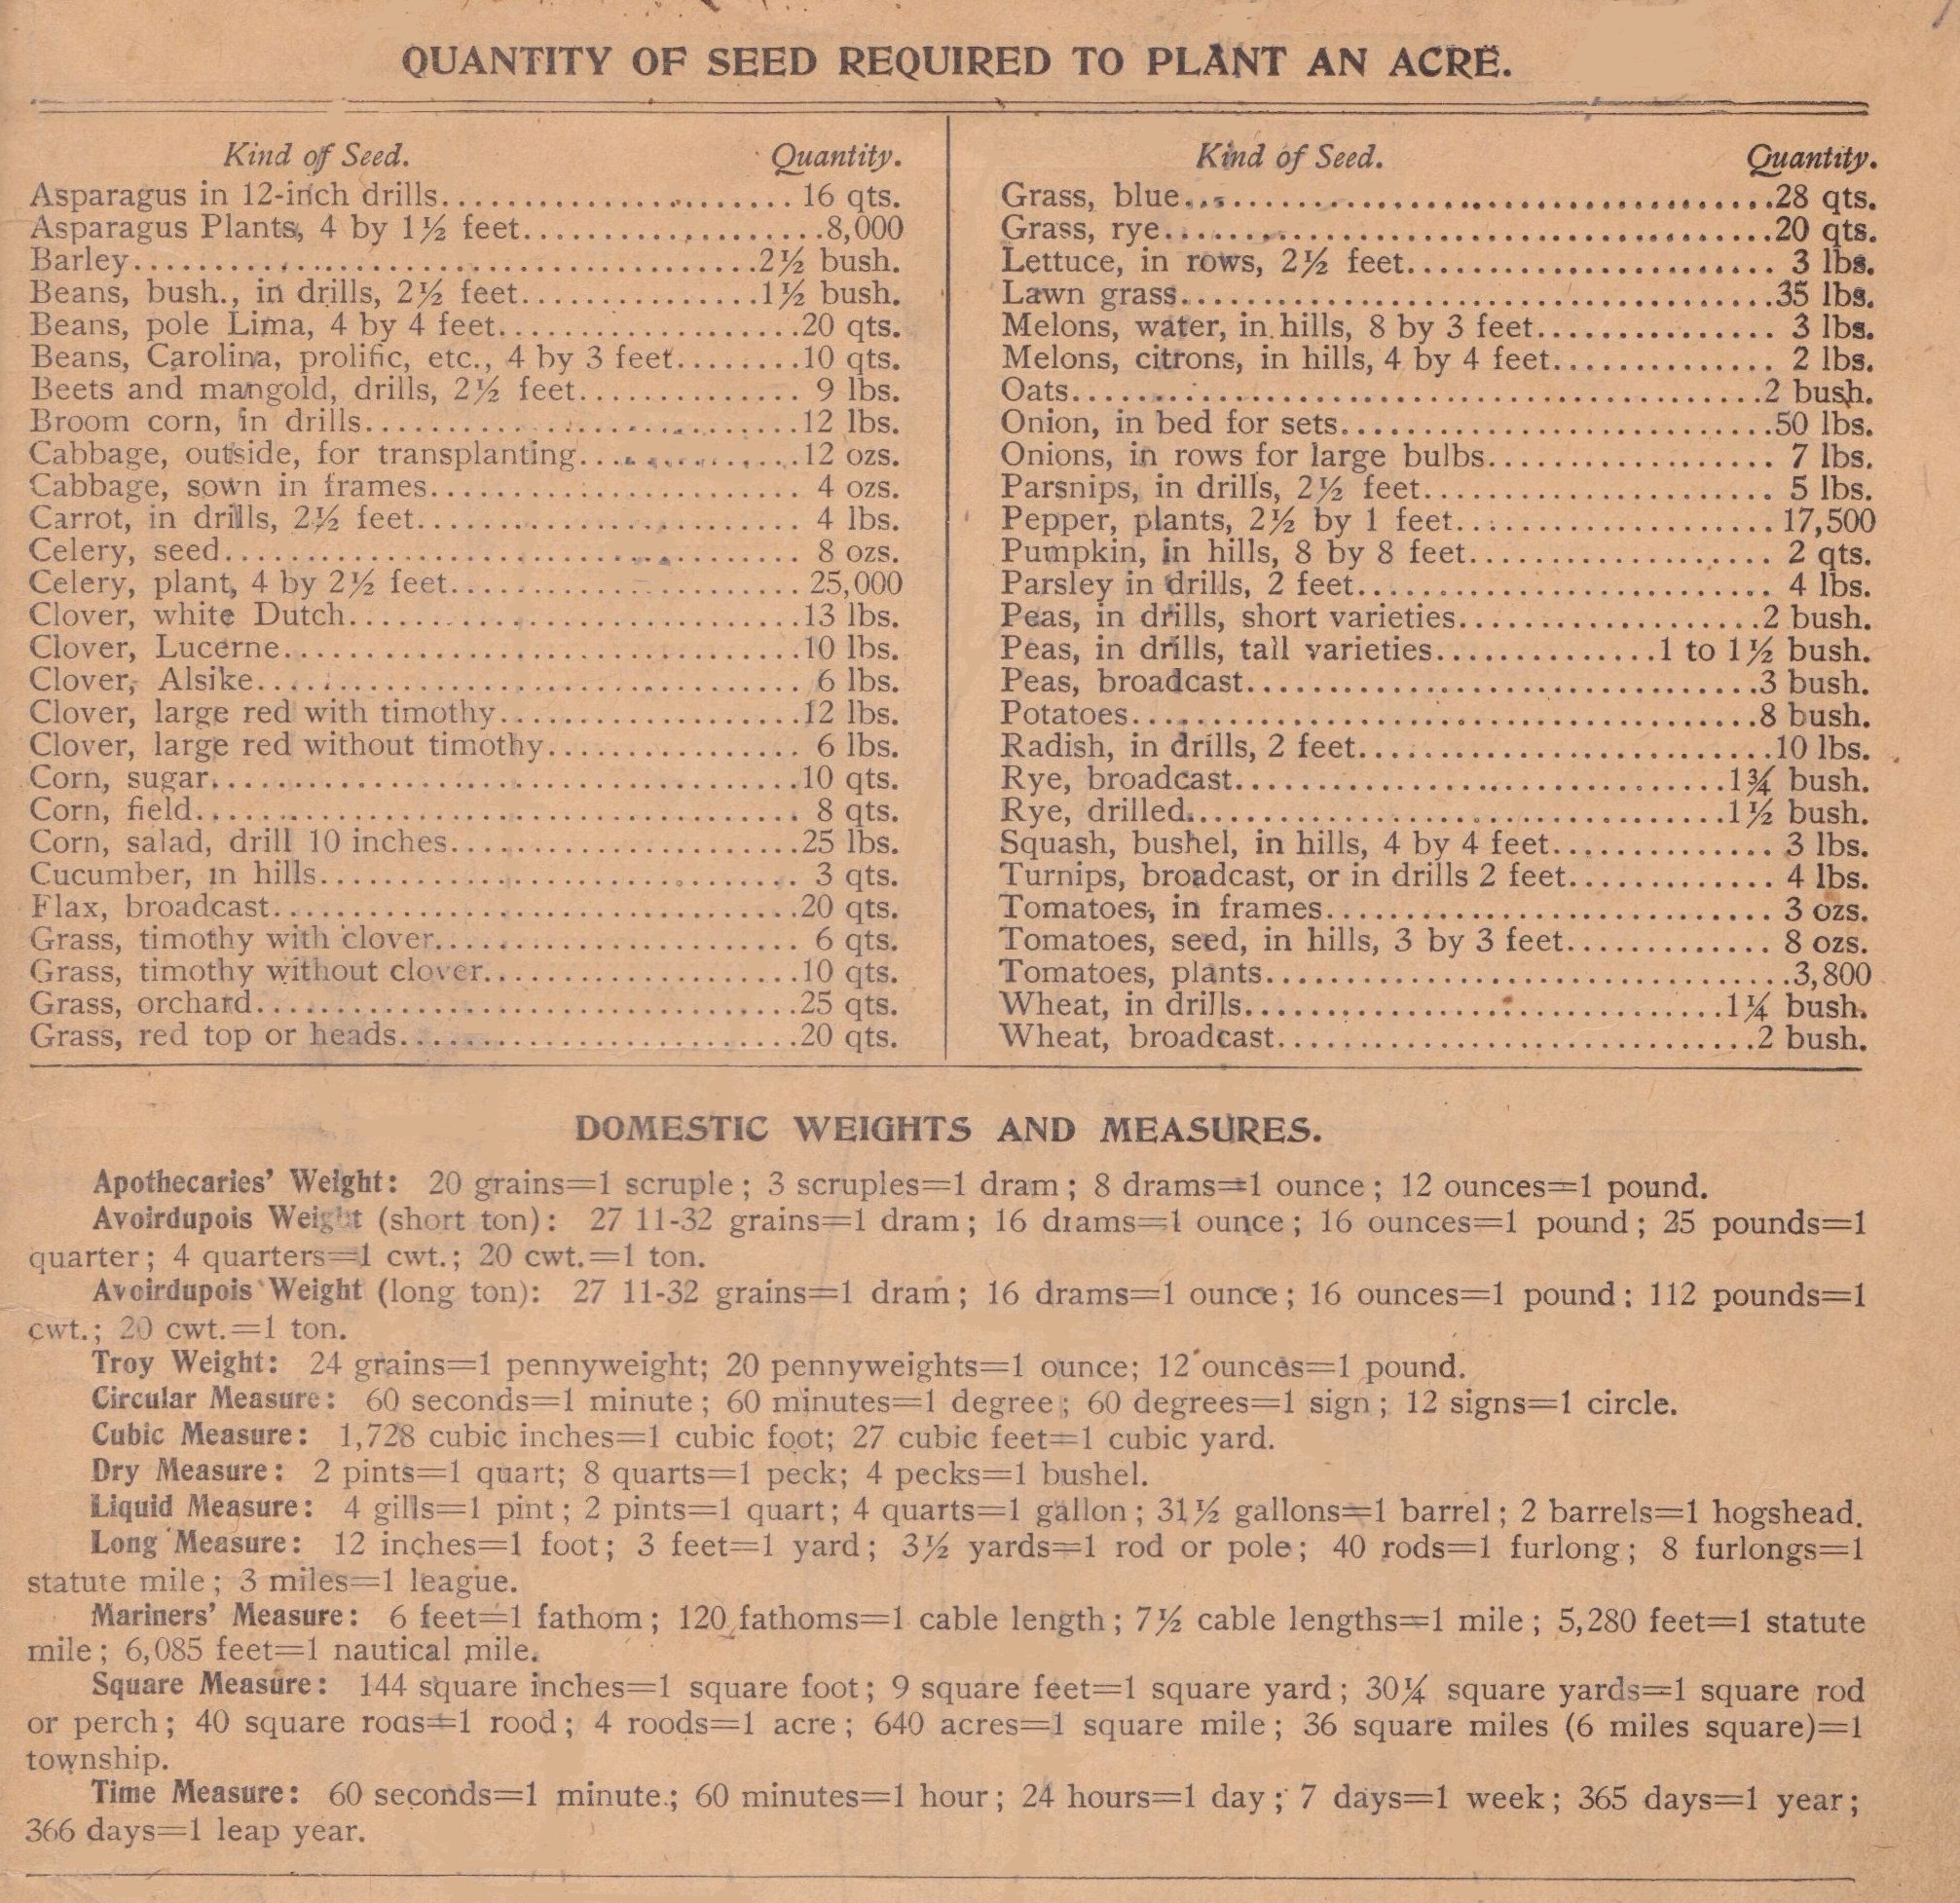 QUANTITY OF SEED REQUIRED TO PLANT AN ACRE.
Kind of Seed. Quantity.
Asparagus in 12-inch drills. 16 qts.
Asparagus Plants, 4 by 1½ feet. 8,000
Barley. 2½ bush.
Beans, bush., in drills, 2½ feet. 1½ bush.
Beans, pole Lima, 4 by 4 feet. 20 qts.
Beans, Carolina, prolific, etc., 4 by 3 feet. 10 qts.
Beets and mangold, drills, 2½ feet. 9 lbs.
Broom corn, in drills. 12 lbs.
Cabbage, outside, for transplanting. 12 ozs.
Cabbage, sown in frames. 4 ozs.
Carrot, in drills, 2½ feet. 4 lbs.
Celery, seed. 8 ozs.
Celery, plant, 4 by 2½ feet. 25,000
Clover, white Dutch. 13 lbs.
Clover, Lucerne. 10 lbs.
Clover, Alsike. 6 lbs.
Clover, large red with timothy. 12 lbs.
Clover, large red without timothy. 6 lbs.
Corn, sugar. 10 qts.
Corn, field. 8 qts.
Corn, salad, drill 10 inches. 25 lbs.
Cucumber, in hills. 3 qts.
Flax, broadcast. 20 qts.
Grass, timothy with clover. 6 qts.
Grass, timothy without clover. 10 qts.
Grass, orchard. 25 qts.
Grass, red top or heads. 20 qts.
Kind of Seed. Quantity.
Grass, blue. 28 qts.
Grass, rye. 20 qts.
Lettuce, in rows, 2½ feet. 3 lbs.
Lawn grass. 35 lbs.
Melons, water, in hills, 8 by 3 feet. 3 lbs.
Melons, citrons, in hills, 4 by 4 feet. 2 lbs.
Oats. 2 bush.
Onion, in bed for sets. 50 lbs.
Onions, in rows for large bulbs. 7 lbs.
Parsnips, in drills, 2½ feet. 5 lbs.
Pepper, plants, 2½ by 1 feet. 17,500
Pumpkin, in hills, 8 by 8 feet. 2 qts.
Parsley in drills, 2 feet. 4 lbs.
Peas, in drills, short varieties. 2 bush.
Peas, in drills, tall varieties. 1 to 1½ bush.
Peas, broadcast. 3 bush.
Potatoes. 8 bush.
Radish, in drills, 2 feet. 10 lbs.
Rye, broadcast. 1¾ bush.
Rye, drilled. 1½ bush.
Squash, bushel, in hills, 4 by 4 feet. 3 lbs.
Turnips, broadcast, or in drills 2 feet. 4 lbs.
Tomatoes, in frames. 3 ozs.
Tomatoes, seed, in hills, 3 by 3 feet. 8 ozs.
Tomatoes, plants. 3,800
Wheat, in drills. 1¼ bush.
Wheat, broadcast. 2 bush.
DOMESTIC WEIGHTS AND MEASURES.
Apothecaries' Weight: 20 grains=1 scruple; 3 scruples=1 dram; 8 drams=1 ounce; 12 ounces=1 pound.
Avoirdupois Weight (short ton): 27 11-32 grains=1 dram; 16 drams=1 ounce; 16 ounces=1 pound; 25 pounds=1
quarter; 4 quarters=1 cwt.; 20 cwt.=1 ton.
Avoirdupois Weight (long ton): 27 11-32 grains=1 dram; 16 drams=1 ounce; 16 ounces=1 pound; 112 pounds=1
cwt.; 20 cwt.=1 ton.
Troy Weight: 24 grains=1 pennyweight; 20 pennyweights=1 ounce; 12 ounces=1 pound.
Circular Measure: 60 seconds=1 minute; 60 minutes=1 degree; 60 degrees=1 sign; 12 signs=1 circle.
Cubic Measure: 1,728 cubic inches=1 cubic foot; 27 cubic feet=1 cubic yard.
Dry Measure: 2 pints=1 quart; 8 quarts=1 peck; 4 pecks=1 bushel.
Liquid Measure: 4 gills=1 pint; 2 pints=1 quart; 4 quarts=1 gallon; 31½ gallons=1 barrel; 2 barrels=1 hogshead.
Long Measure: 12 inches=1 foot; 3 feet=1 yard; 3½ yards=1 rod or pole; 40 rods=1 furlong; 8 furlongs=1
statute mile; 3 miles=1 league.
Mariners' Measure: 6 feet=1 fathom; 120 fathoms=1 cable length; 7½ cable lengths=1 mile; 5,280 feet=1 statute
mile; 6,085 feet=1 nautical mile.
Square Measure: 144 square inches=1 square foot; 9 square feet=1 square yard; 30¼ square yards=1 square rod
or perch; 40 square rods=1 rood; 4 roods=1 acre; 640 acres=1 square mile; 36 square miles (6 miles square)=1
township.
Time Measure: 60 seconds=1 minute; 60 minutes=1 hour; 24 hours=1 day; 7 days=1 week; 365 days=1 year;
366 days=1 leap year.